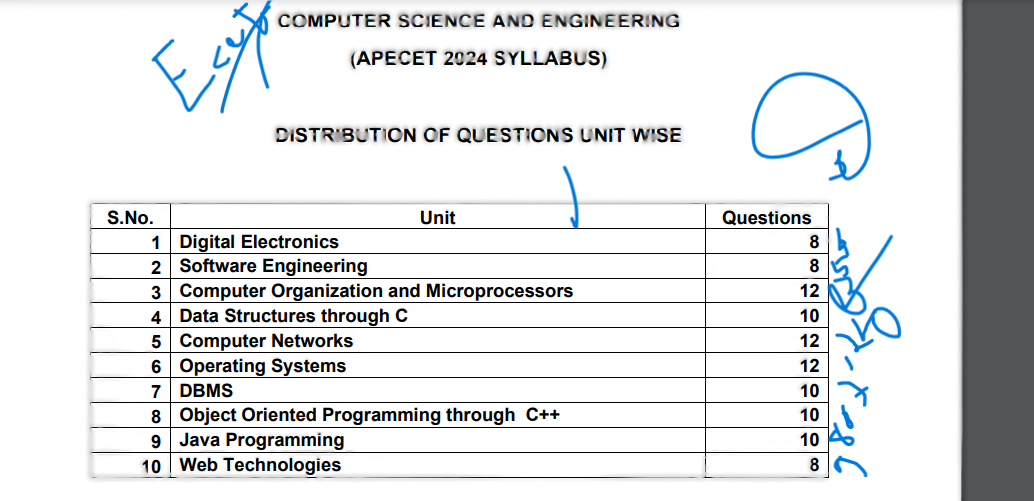 COMPUTER SCIENCE AND ENGINEERING
(APECET 2024 SYLLABUS)
DISTRIBUTION OF QUESTIONS UNIT WISE
S.No. Unit Questions
1 Digital Electronics 8
2 Software Engineering 8
3 Computer Organization and Microprocessors 12
4 Data Structures through C 10
5 Computer Networks 12
6 Operating Systems 12
7 DBMS 10
8 Object Oriented Programming through C++ 10
9 Java Programming 10
10 Web Technologies 8